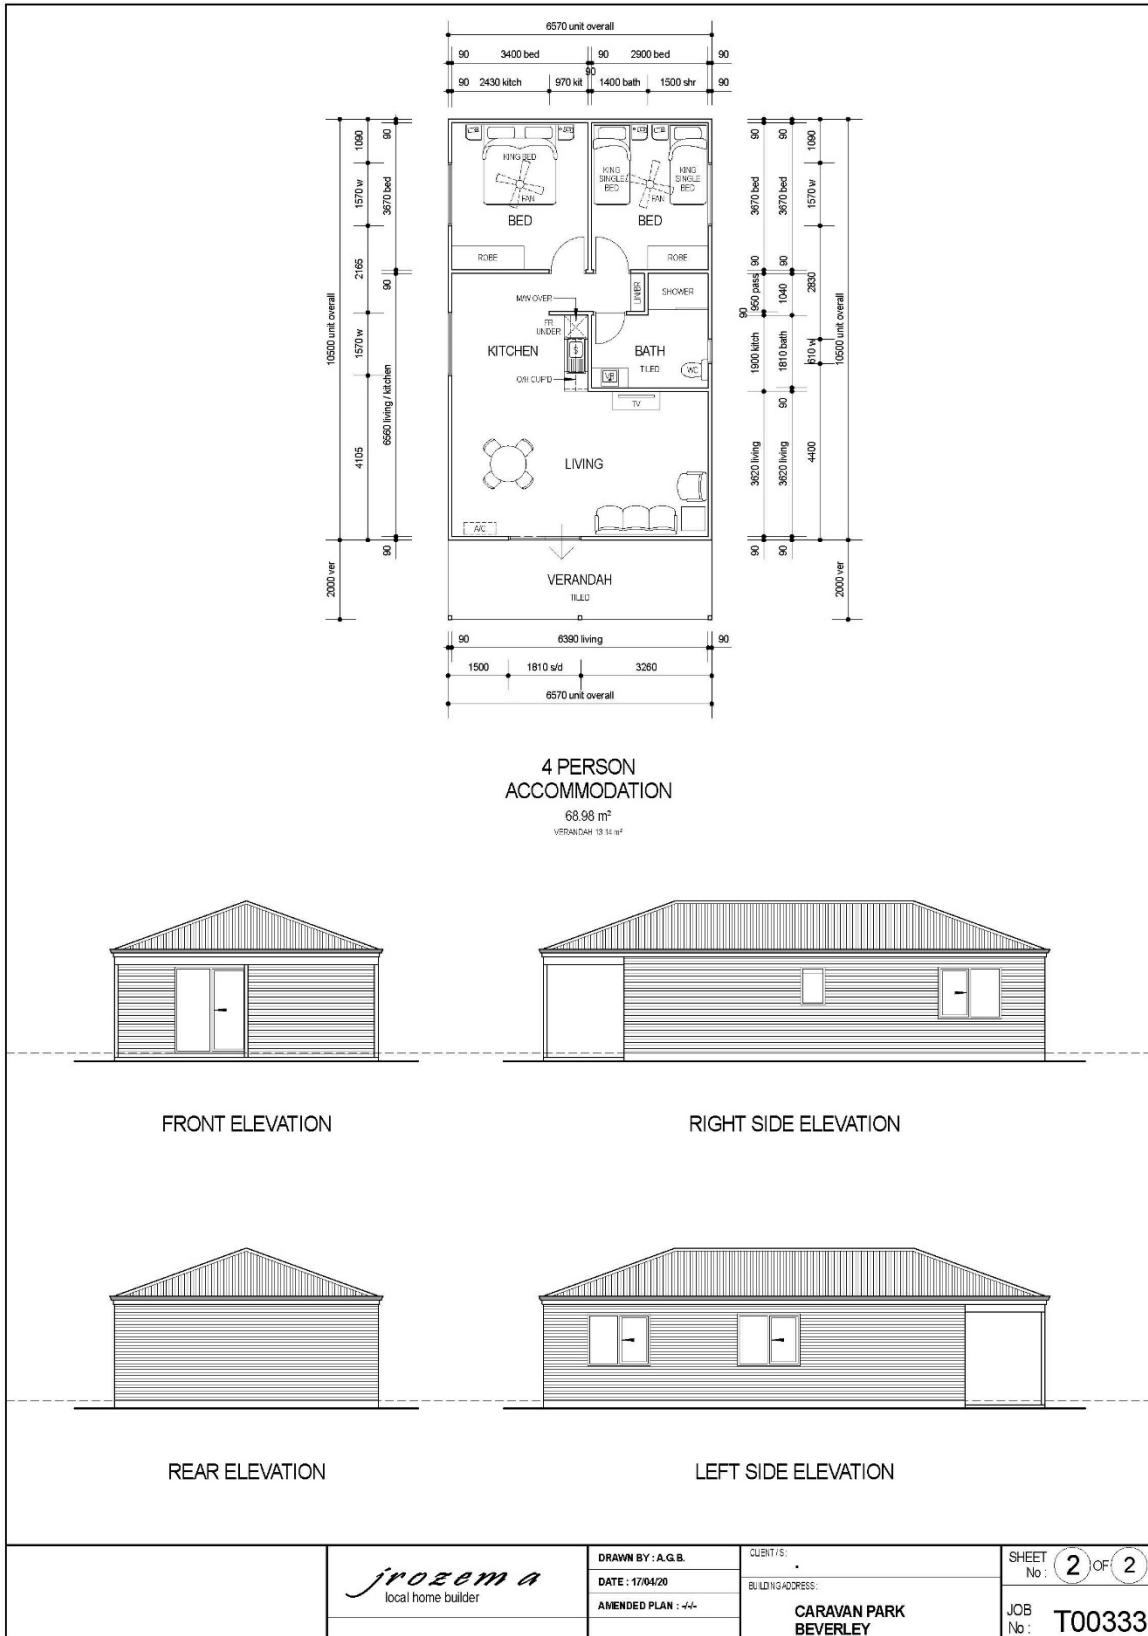 6570 unit overall
90 3400 bed 90 2900 bed 90
90
90 2430 kitch 970 kit 1400 bath 1500 shr 90
10500 unit overall
2000 ver
1090
1570 w
2165
1570 w
4105
90
3670 bed
90
6560 living / kitchen
90
KING BED
FAN
BED
ROBE
KING
SINGLE
BED
FAN
KING
SINGLE
BED
BED
ROBE
M/W OVER
FR
UNDER
KITCHEN
O/H CUP'D
LINEN
SHOWER
BATH
TILED
VB
WC
TV
LIVING
A/C
VERANDAH
TILED
90
3670 bed
90
950 pass
90
1900 kitch
3620 living
90
90
3670 bed
90
1040
1810 bath
90
3620 living
90
1090
1570 w
2830
610 w
4400
10500 unit overall
2000 ver
90 6390 living 90
1500 1810 s/d 3260
6570 unit overall
4 PERSON
ACCOMMODATION
68.98 m²
VERANDAH 13.14 m²
FRONT ELEVATION
RIGHT SIDE ELEVATION
REAR ELEVATION
LEFT SIDE ELEVATION
jrozema
local home builder
DRAWN BY : A.G.B.
DATE : 17/04/20
AMENDED PLAN : -/-/-
CLIENT/S :
.
BUILDING ADDRESS:
CARAVAN PARK
BEVERLEY
SHEET
No : 2 OF 2
JOB
No : T00333